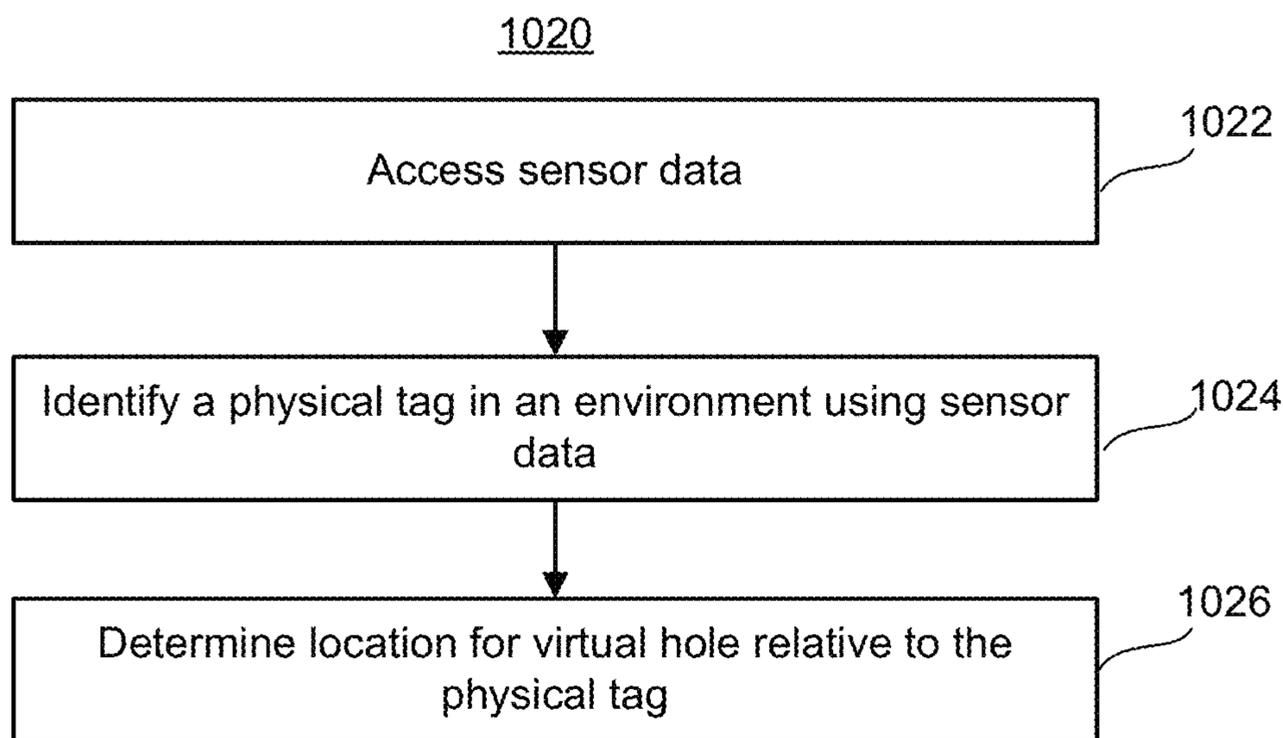 1020
Access sensor data
1022
Identify a physical tag in an environment using sensor
data
1024
Determine location for virtual hole relative to the
physical tag
1026